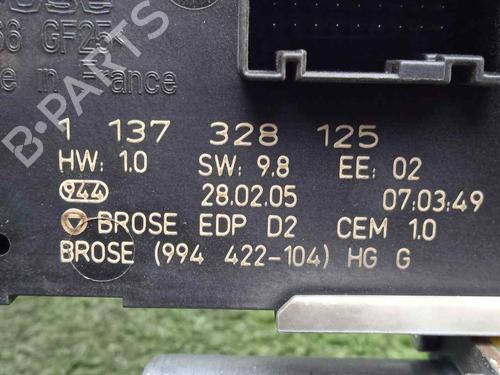 66 GF25
in France
1 137 328 125
HW: 1.0 SW: 9.8 EE: 02
944 28.02.05 07:03:49
BROSE EDP D2 CEM 1.0
BROSE (994 422-104) HG G
B-PARTS